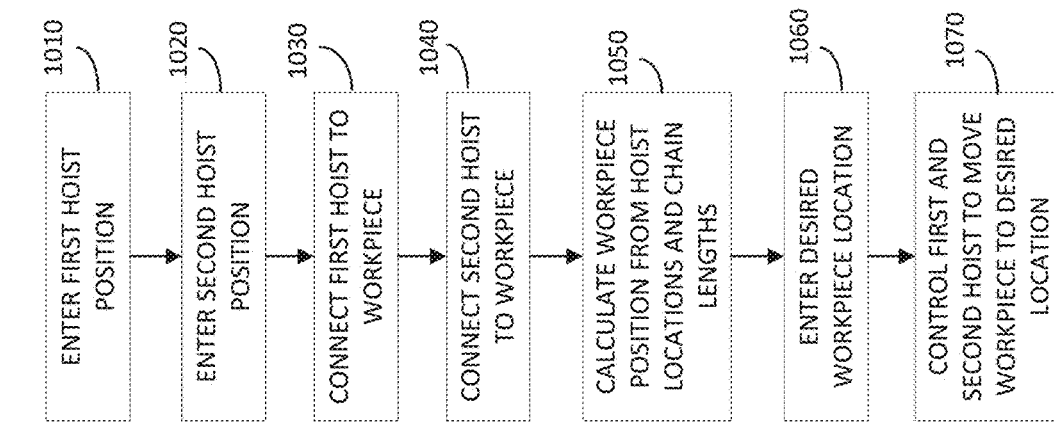 1010
ENTER FIRST HOIST
POSITION
1020
ENTER SECOND HOIST
POSITION
1030
CONNECT FIRST HOIST TO
WORKPIECE
1040
CONNECT SECOND HOIST
TO WORKPIECE
1050
CALCULATE WORKPIECE
POSITION FROM HOIST
LOCATIONS AND CHAIN
LENGTHS
1060
ENTER DESIRED
WORKPIECE LOCATION
1070
CONTROL FIRST AND
SECOND HOIST TO MOVE
WORKPIECE TO DESIRED
LOCATION